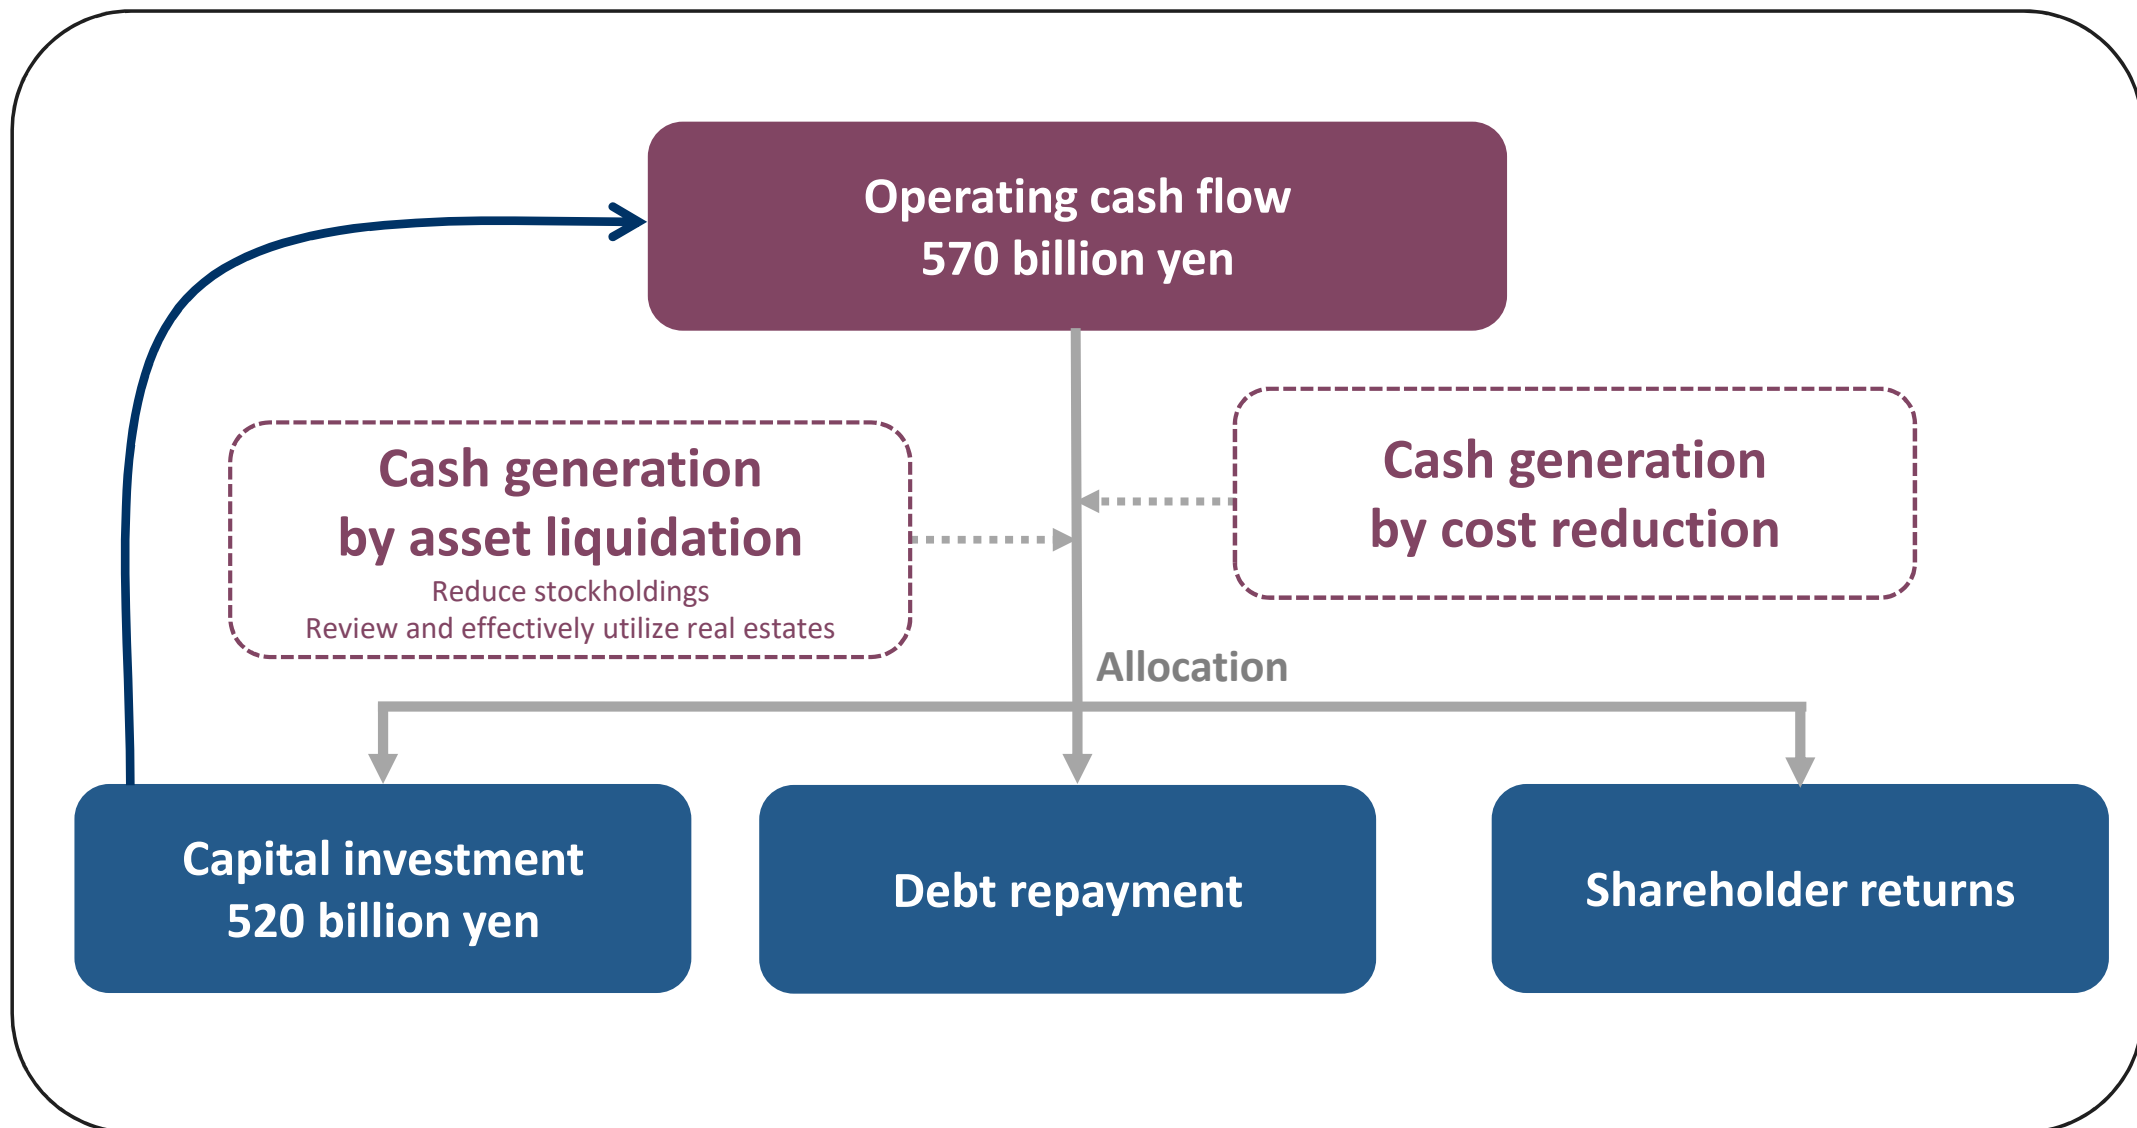 Operating cash flow
570 billion yen
Cash generation
by asset liquidation
Reduce stockholdings
Review and effectively utilize real estates
Cash generation
by cost reduction
Allocation
Capital investment
520 billion yen
Debt repayment
Shareholder returns